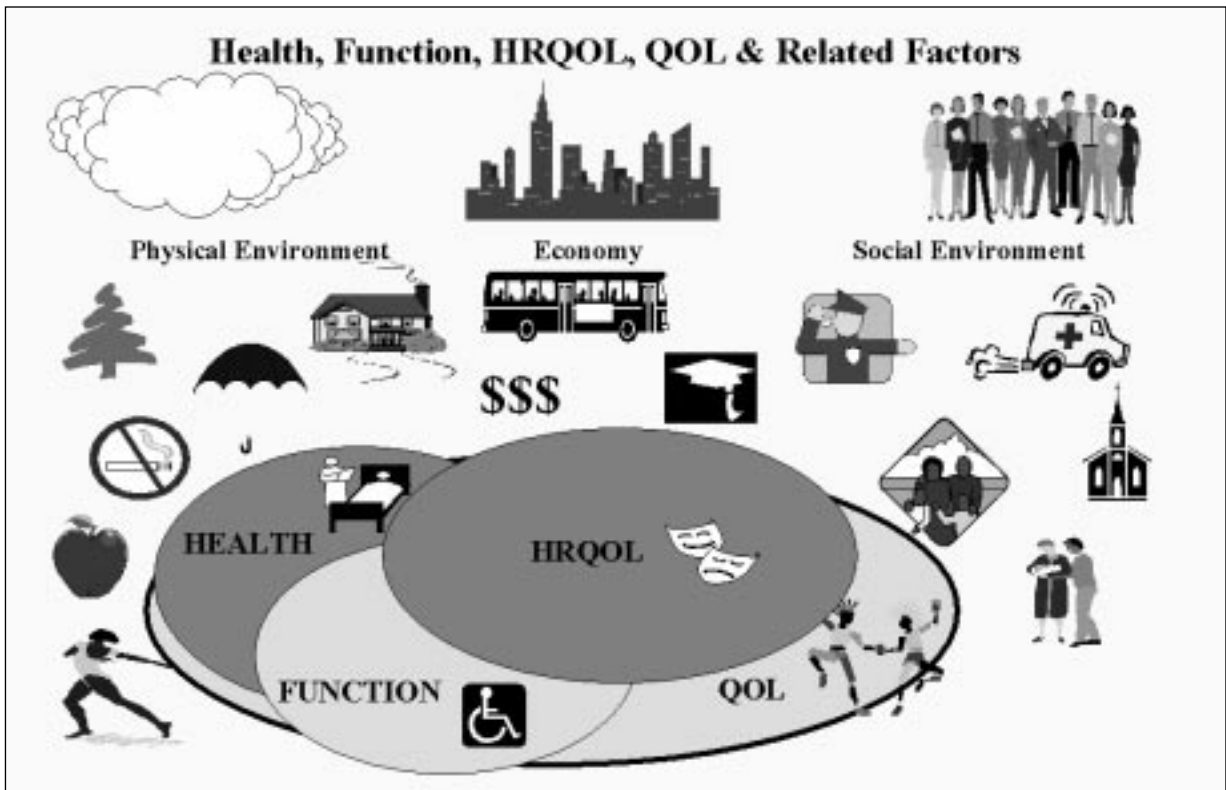 Health, Function, HRQOL, QOL & Related Factors
Physical Environment
Economy
Social Environment
$$$
J
HEALTH
HRQOL
FUNCTION
QOL